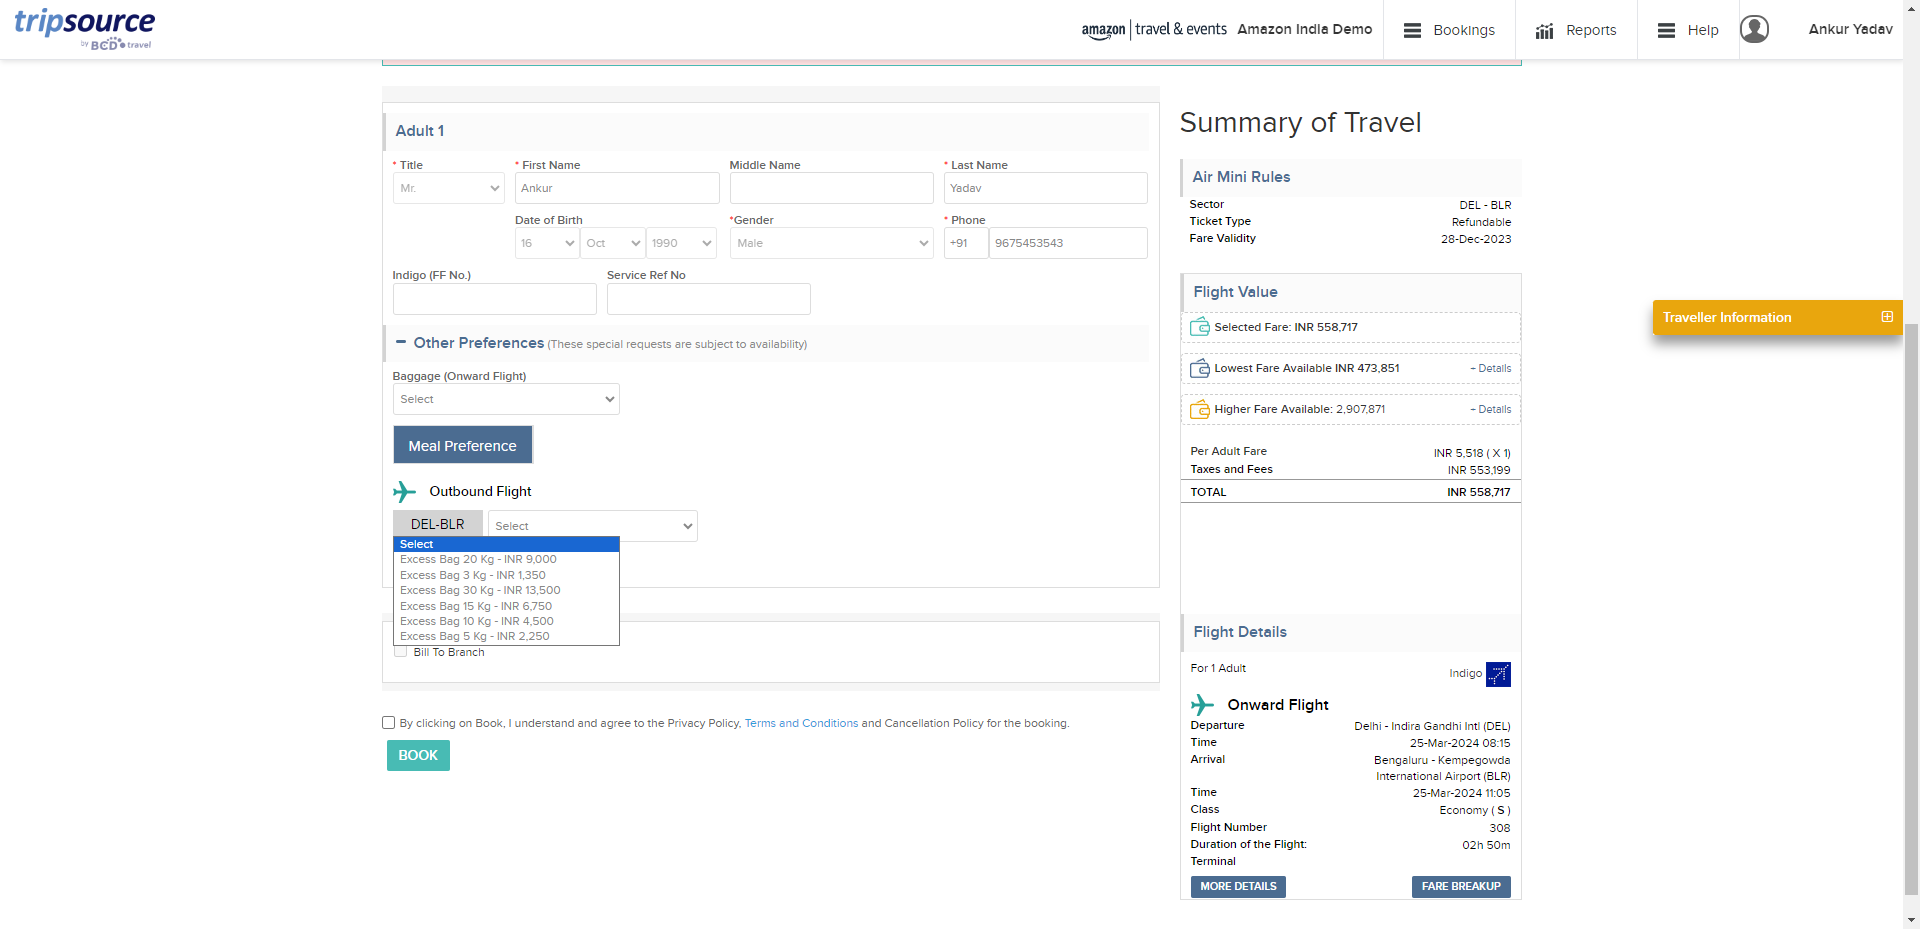 tripsource
by BCD travel
amazon | travel & events
Amazon India Demo
Bookings
Reports
Help
Ankur Yadav
Adult 1
* Title
* First Name
Middle Name
* Last Name
Mr.
Ankur
Yadav
Date of Birth
*Gender
* Phone
16
Oct
1990
Male
+91
9675453543
Indigo (FF No.)
Service Ref No
- Other Preferences (These special requests are subject to availability)
Baggage (Onward Flight)
Select
Meal Preference
Outbound Flight
DEL-BLR
Select
Select
Excess Bag 20 Kg - INR 9,000
Excess Bag 3 Kg - INR 1,350
Excess Bag 30 Kg - INR 13,500
Excess Bag 15 Kg - INR 6,750
Excess Bag 10 Kg - INR 4,500
Excess Bag 5 Kg - INR 2,250
Bill To Branch
By clicking on Book, I understand and agree to the Privacy Policy, Terms and Conditions and Cancellation Policy for the booking.
BOOK
Summary of Travel
Air Mini Rules
Sector DEL - BLR
Ticket Type Refundable
Fare Validity 28-Dec-2023
Flight Value
Selected Fare: INR 558,717
Lowest Fare Available INR 473,851 + Details
Higher Fare Available: 2,907,871 + Details
Per Adult Fare INR 5,518 ( X 1)
Taxes and Fees INR 553,199
TOTAL INR 558,717
Flight Details
For 1 Adult Indigo
Onward Flight
Departure Delhi - Indira Gandhi Intl (DEL)
Time 25-Mar-2024 08:15
Arrival Bengaluru - Kempegowda
International Airport (BLR)
Time 25-Mar-2024 11:05
Class Economy ( S )
Flight Number 308
Duration of the Flight: 02h 50m
Terminal
MORE DETAILS
FARE BREAKUP
Traveller Information